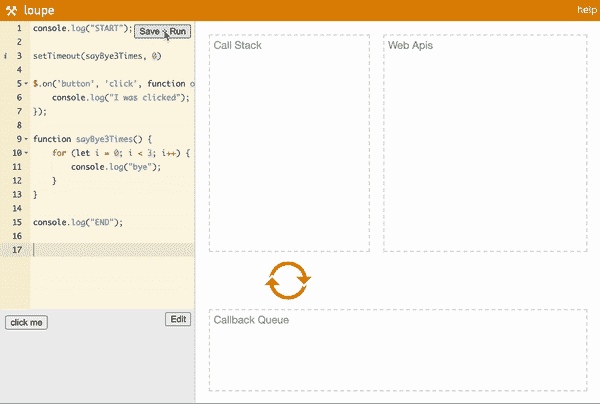 loupe
help
1 console.log("START");
Save + Run
2
3 setTimeout(sayBye3Times, 0)
4
5 $.on('button', 'click', function o
6 console.log("I was clicked");
7 });
8
9 function sayBye3Times() {
10 for (let i = 0; i < 3; i++) {
11 console.log("bye");
12 }
13 }
14
15 console.log("END");
16
17
click me
Edit
Call Stack
Web Apis
Callback Queue